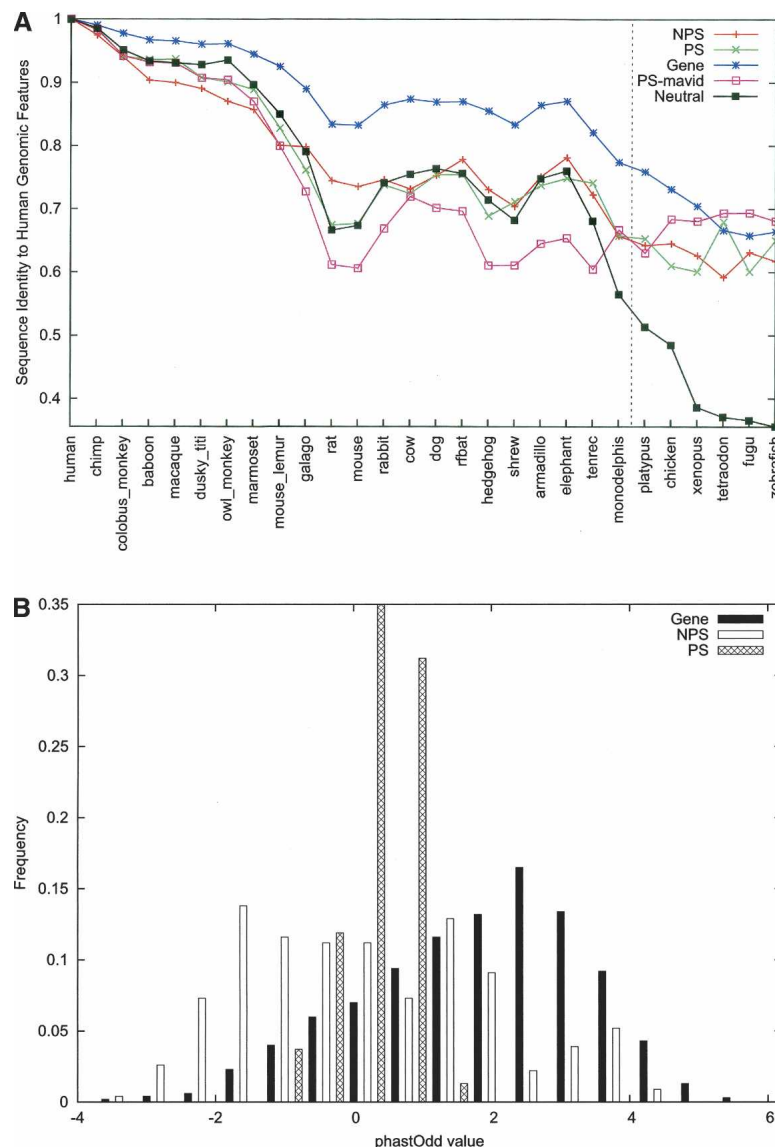 A
Sequence Identity to Human Genomic Features
1
0.9
0.8
0.7
0.6
0.5
0.4
NPS
PS
Gene
PS-mavid
Neutral
human
chimp
colobus_monkey
baboon
macaque
dusky_titi
owl_monkey
marmoset
mouse_lemur
galago
rat
mouse
rabbit
cow
dog
rfbat
hedgehog
shrew
armadillo
elephant
tenrec
monodelphis
platypus
chicken
xenopus
tetraodon
fugu
zebrafish
B
Frequency
0.35
0.3
0.25
0.2
0.15
0.1
0.05
0
Gene
NPS
PS
-4
-2
0
2
4
6
phastOdd value